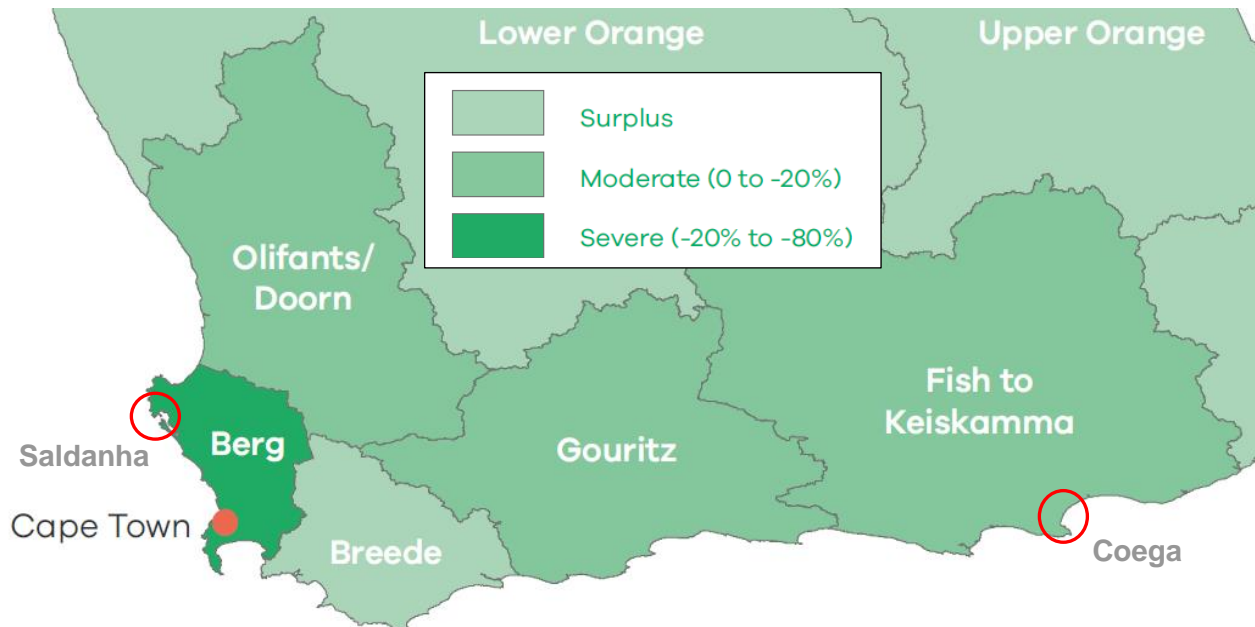 Lower Orange
Upper Orange
Surplus
Moderate (0 to -20%)
Severe (-20% to -80%)
Olifants/
Doorn
Fish to
Keiskamma
Berg
Gouritz
Saldanha
Cape Town
Breede
Coega